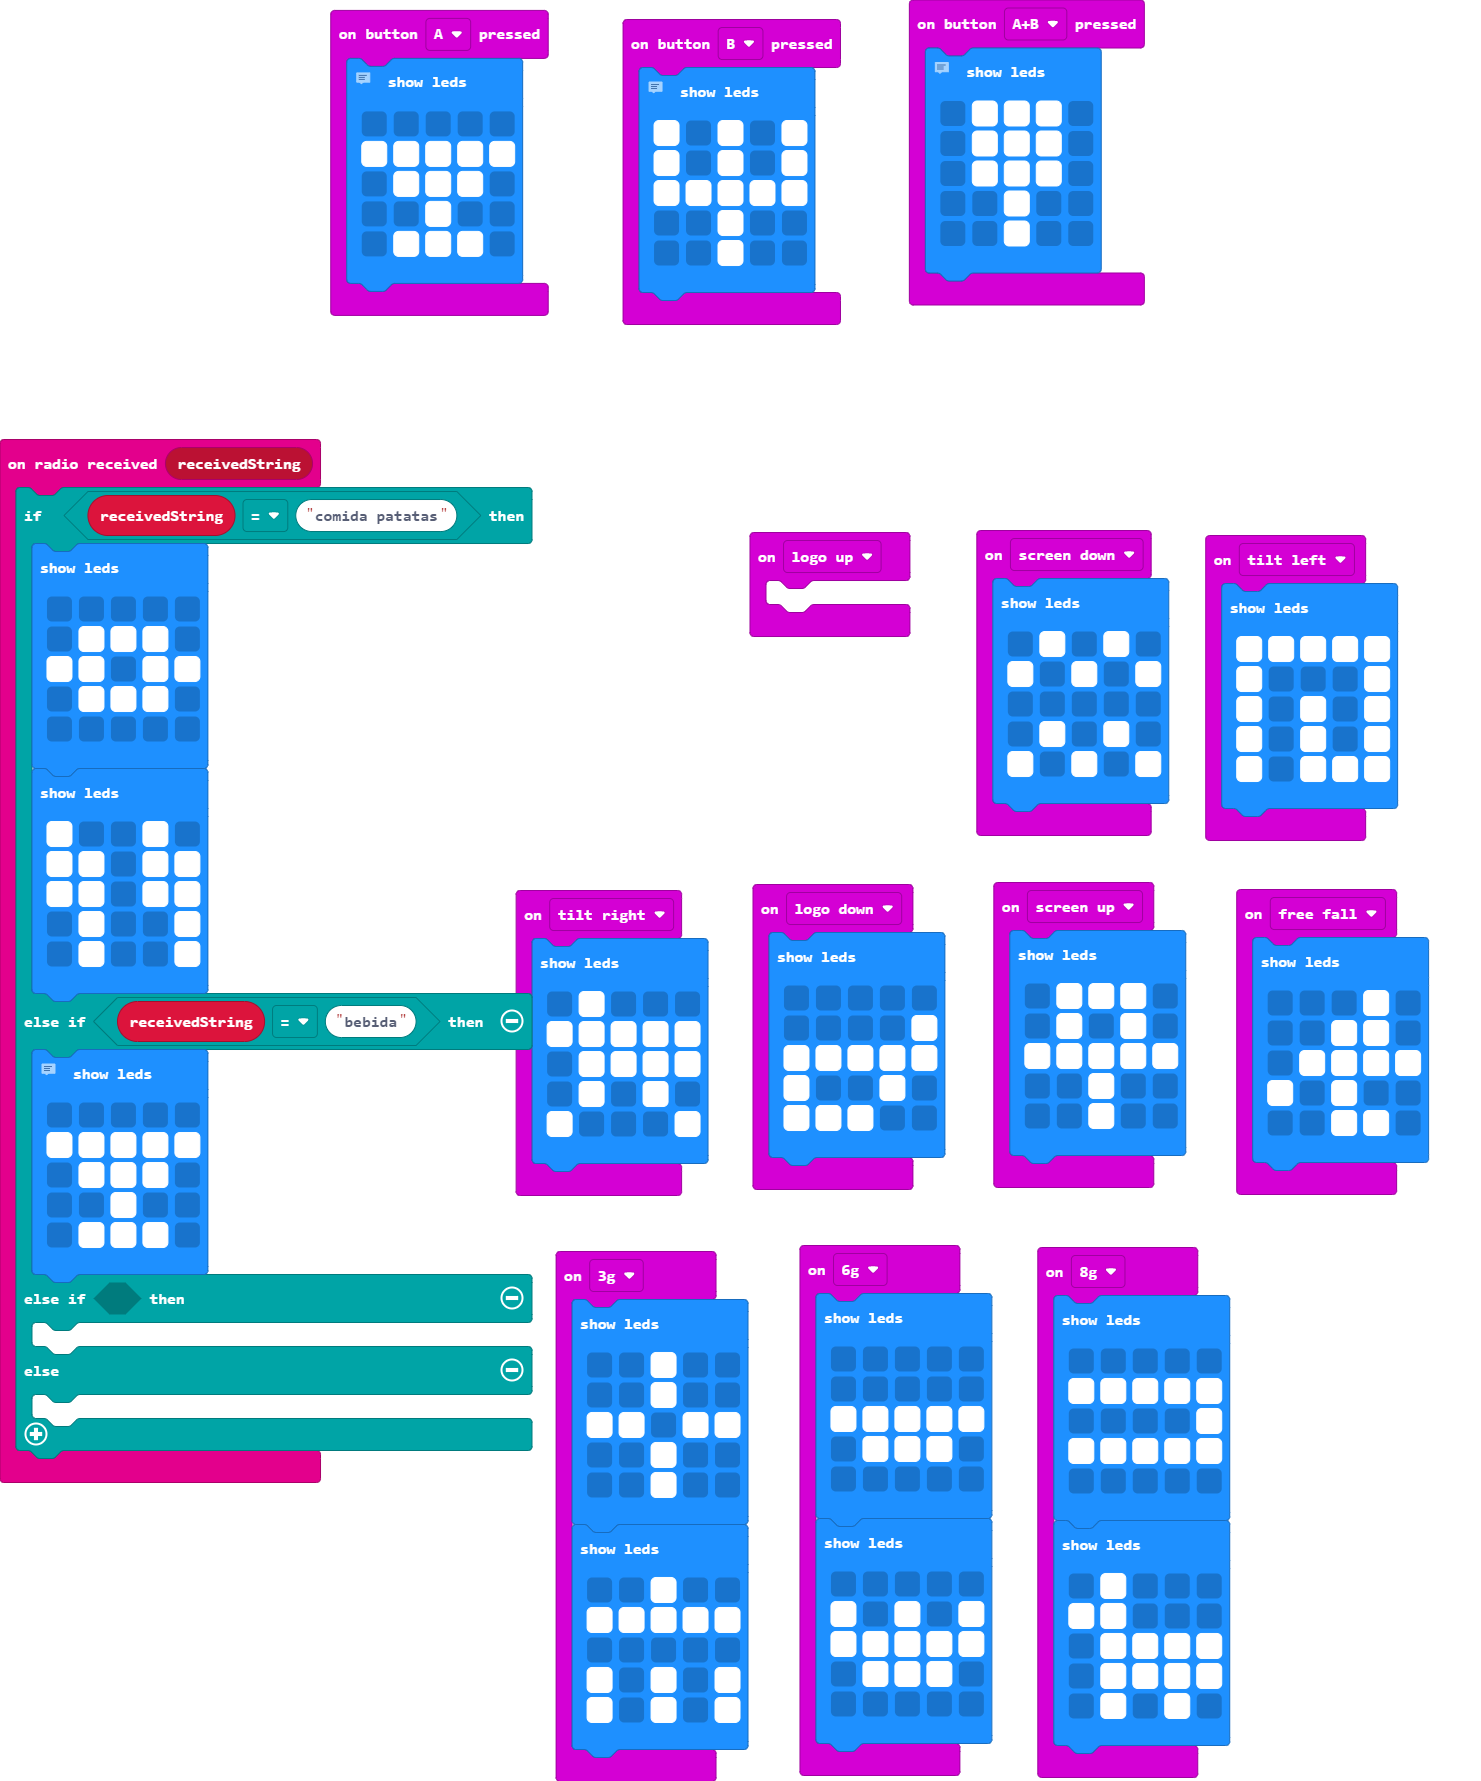 on button A pressed
show leds
on button B pressed
show leds
on button A+B pressed
show leds
on radio received receivedString
if receivedString = "comida patatas" then
show leds
show leds
else if receivedString = "bebida" then
show leds
else if then
else
on logo up
on screen down
show leds
on tilt left
show leds
on tilt right
show leds
on logo down
show leds
on screen up
show leds
on free fall
show leds
on 3g
show leds
show leds
on 6g
show leds
show leds
on 8g
show leds
show leds